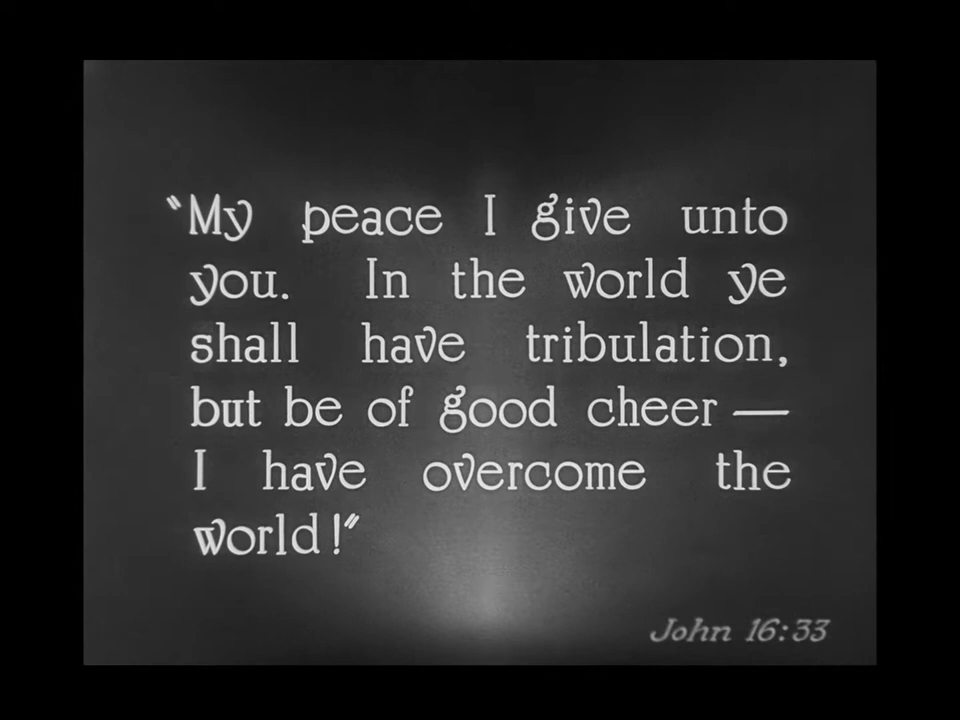 “My peace I give unto
you. In the world ye
shall have tribulation,
but be of good cheer —
I have overcome the
world!”
John 16:33